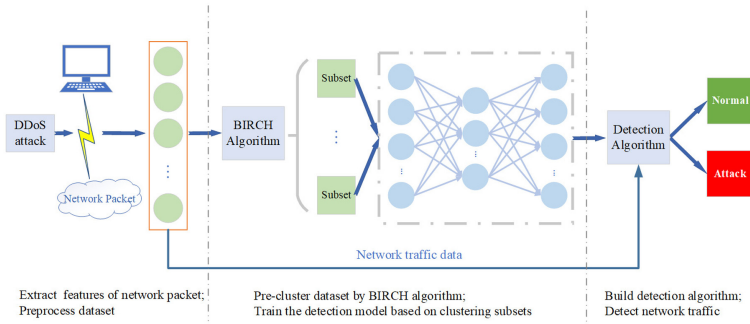 DDoS
attack
Network Packet
BIRCH
Algorithm
Subset
Subset
Detection
Algorithm
Normal
Attack
Network traffic data
Extract features of network packet;
Preprocess dataset
Pre-cluster dataset by BIRCH algorithm;
Train the detection model based on clustering subsets
Build detection algorithm;
Detect network traffic